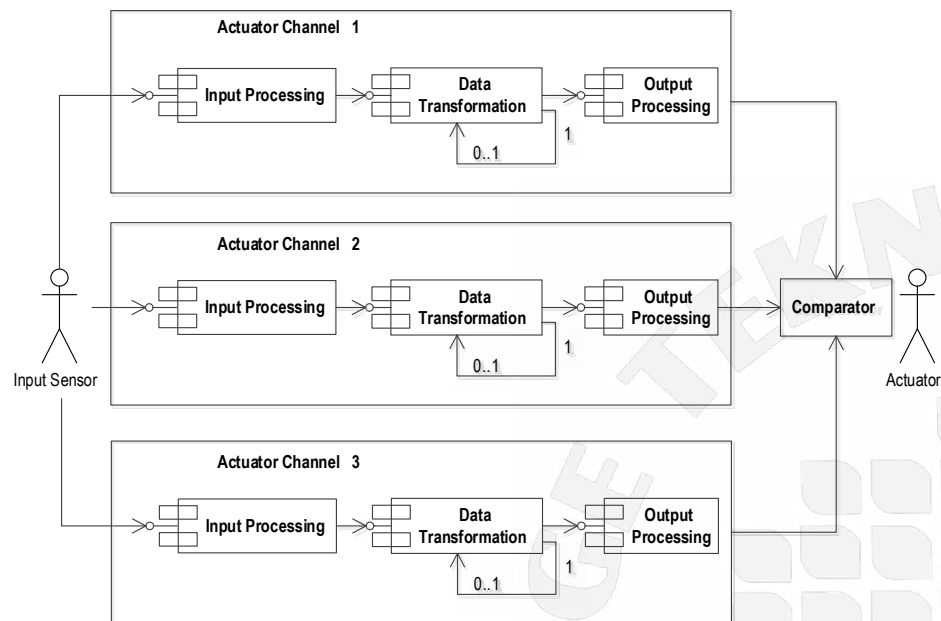 Actuator Channel 1
Input Processing
Data
Transformation
Output
Processing
1
0..1
Actuator Channel 2
Input Processing
Data
Transformation
Output
Processing
1
0..1
Input Sensor
Comparator
Actuator
Actuator Channel 3
Input Processing
Data
Transformation
Output
Processing
1
0..1
GE TEKN